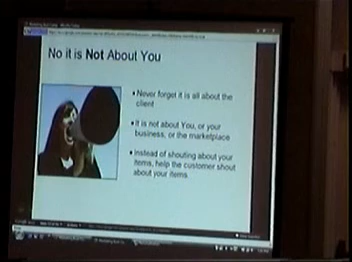 No it is Not About You
• Never forget it is all about the
client
• It is not about You, or your
business, or the marketplace
• instead of shouting about your
items, help the customer shout
about your items